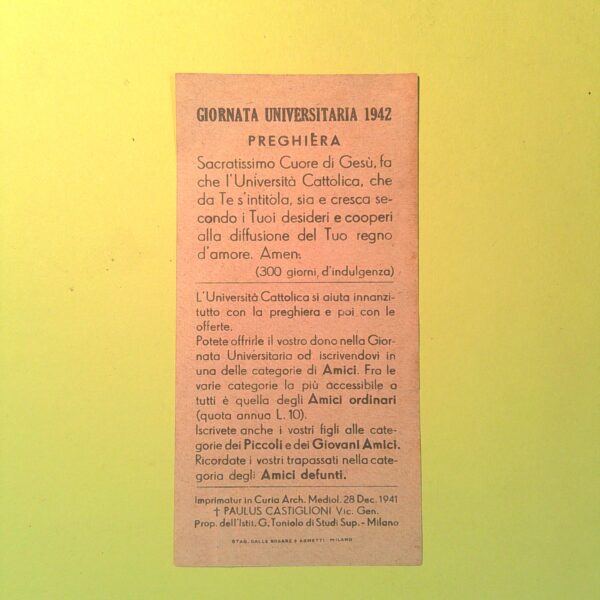 GIORNATA UNIVERSITARIA 1942
PREGHIERA
Sacratissimo Cuore di Gesù, fa
che l'Università Cattolica, che
da Te s'intitola, sia e cresca se-
condo i Tuoi desideri e cooperi
alla diffusione del Tuo regno
d'amore. Amen.
(300 giorni, d'indulgenza)
L'Università Cattolica si aiuta innanzi-
tutto con la preghiera e poi con le
offerte.
Potete offrirle il vostro dono nella Gior-
nata Universitaria od iscrivendovi in
una delle categorie di Amici. Fra le
varie categorie la più accessibile a
tutti è quella degli Amici ordinari
(quota annua L. 10).
Iscrivete anche i vostri figli alle cate-
gorie dei Piccoli e dei Giovani Amici.
Ricordate i vostri trapassati nella cate-
goria degli Amici defunti.
Imprimatur in Curia Arch. Mediol. 28 Dec. 1941
† PAULUS CASTIGLIONI Vic. Gen.
Prop. dell'Istit. G. Toniolo di Studi Sup. - Milano
STAB. DALLE AGNETTI - MILANO